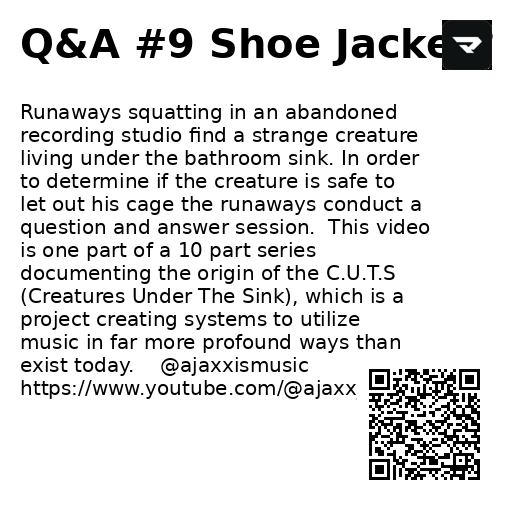 Q&A #9 Shoe Jacke
Runaways squatting in an abandoned
recording studio find a strange creature
living under the bathroom sink. In order
to determine if the creature is safe to
let out his cage the runaways conduct a
question and answer session.  This video
is one part of a 10 part series
documenting the origin of the C.U.T.S
(Creatures Under The Sink), which is a
project creating systems to utilize
music in far more profound ways than
exist today.    @ajaxxismusic
https://www.youtube.com/@ajaxx